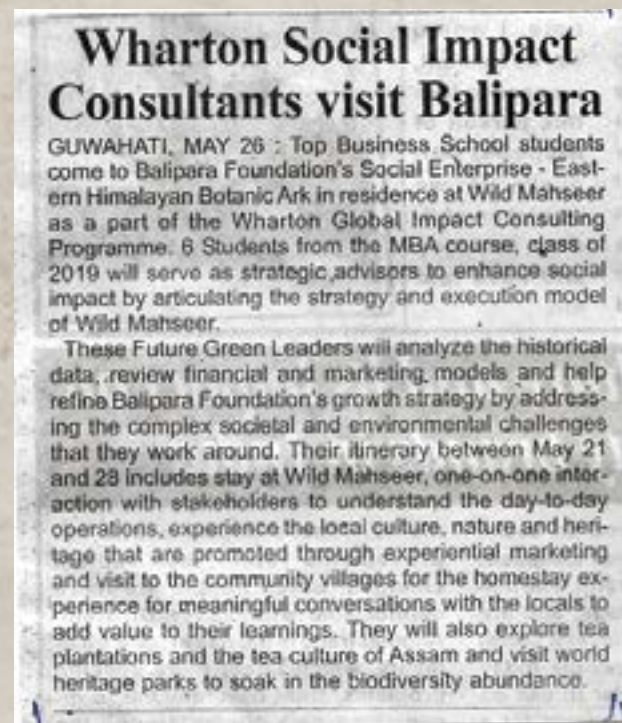 Wharton Social Impact
Consultants visit Balipara
GUWAHATI, MAY 26 : Top Business School students
come to Balipara Foundation's Social Enterprise - East-
ern Himalayan Botanic Ark in residence at Wild Mahseer
as a part of the Wharton Global Impact Consulting
Programme. 6 Students from the MBA course, class of
2019 will serve as strategic advisors to enhance social
impact by articulating the strategy and execution model
of Wild Mahseer.
These Future Green Leaders will analyze the historical
data, review financial and marketing models and help
refine Balipara Foundation's growth strategy by address-
ing the complex societal and environmental challenges
that they work around. Their itinerary between May 21
and 28 includes stay at Wild Mahseer, one-on-one inter-
action with stakeholders to understand the day-to-day
operations, experience the local culture, nature and heri-
tage that are promoted through experiential marketing
and visit to the community villages for the homestay ex-
perience for meaningful conversations with the locals to
add value to their learnings. They will also explore tea
plantations and the tea culture of Assam and visit world
heritage parks to soak in the biodiversity abundance.